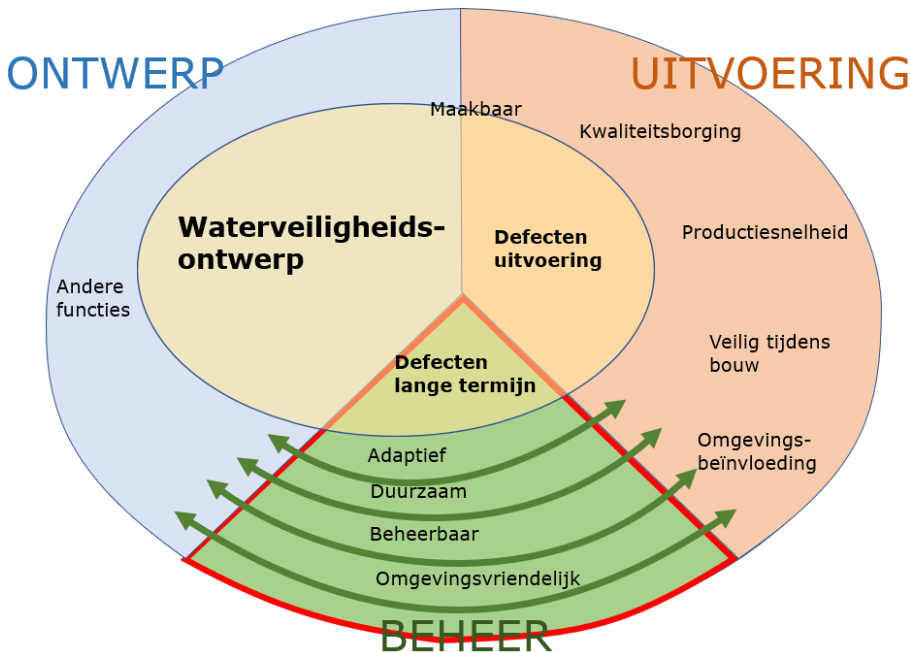 ONTWERP
UITVOERING
Maakbaar
Kwaliteitsborging
Waterveiligheids-
ontwerp
Defecten
uitvoering
Productiesnelheid
Andere
functies
Veilig tijdens
bouw
Defecten
lange termijn
Omgevings-
beïnvloeding
Adaptief
Duurzaam
Beheerbaar
Omgevingsvriendelijk
BEHEER